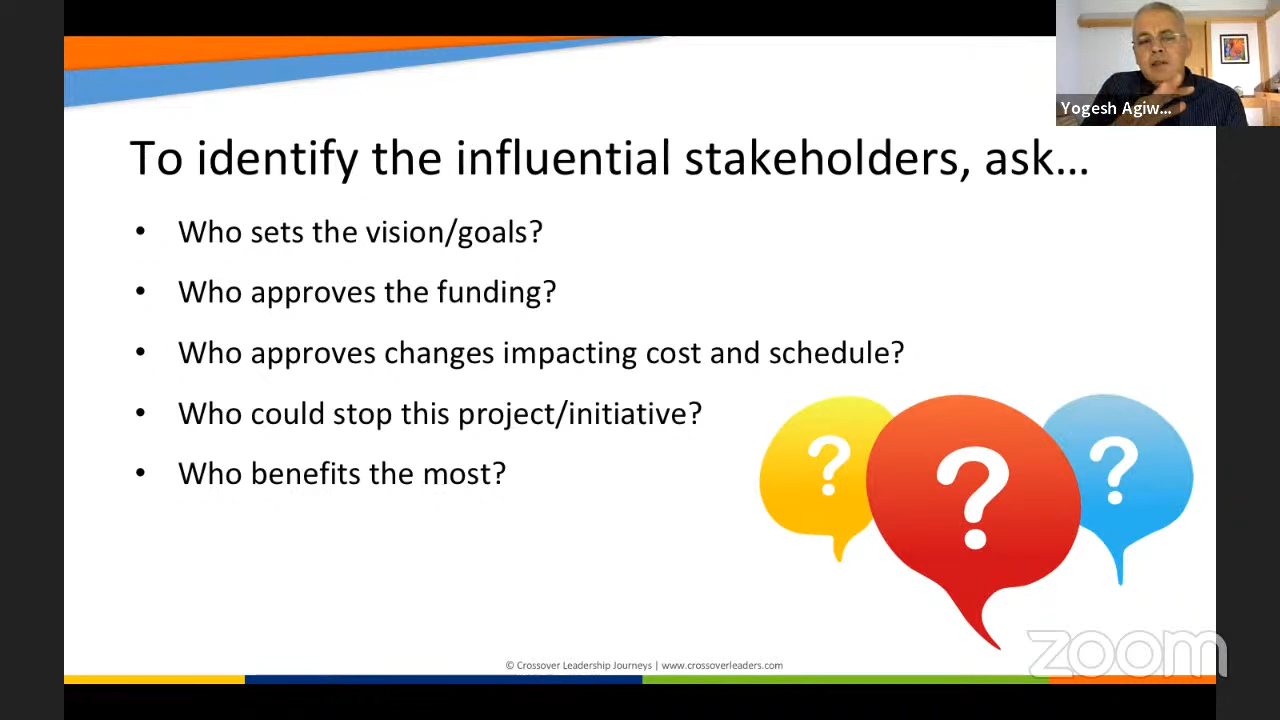 Yogesh Agiw...
To identify the influential stakeholders, ask…
• Who sets the vision/goals?
• Who approves the funding?
• Who approves changes impacting cost and schedule?
• Who could stop this project/initiative?
• Who benefits the most?
? ? ?
© Crossover Leadership Journeys | www.crossoverleaders.com
zoom